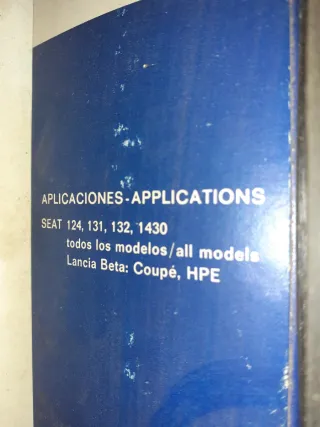 APLICACIONES-APPLICATIONS
SEAT 124, 131, 132, 1430
todos los modelos/all models
Lancia Beta: Coupé, HPE